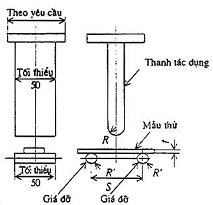 Theo yêu cầu
Tối thiểu
50
Thanh tác dụng
R
Mẫu thử
t
Tối thiểu
50
R'
S
R'
Giá đỡ
Giá đỡ